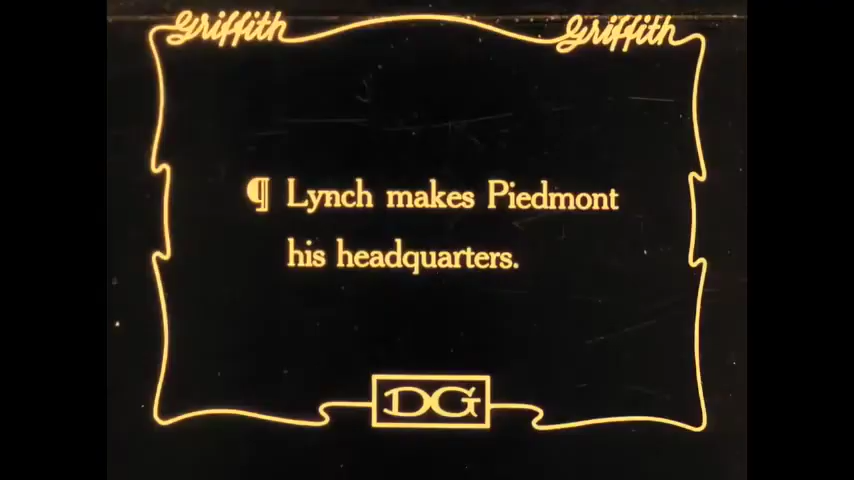 Griffith Griffith
¶ Lynch makes Piedmont
his headquarters.
DG